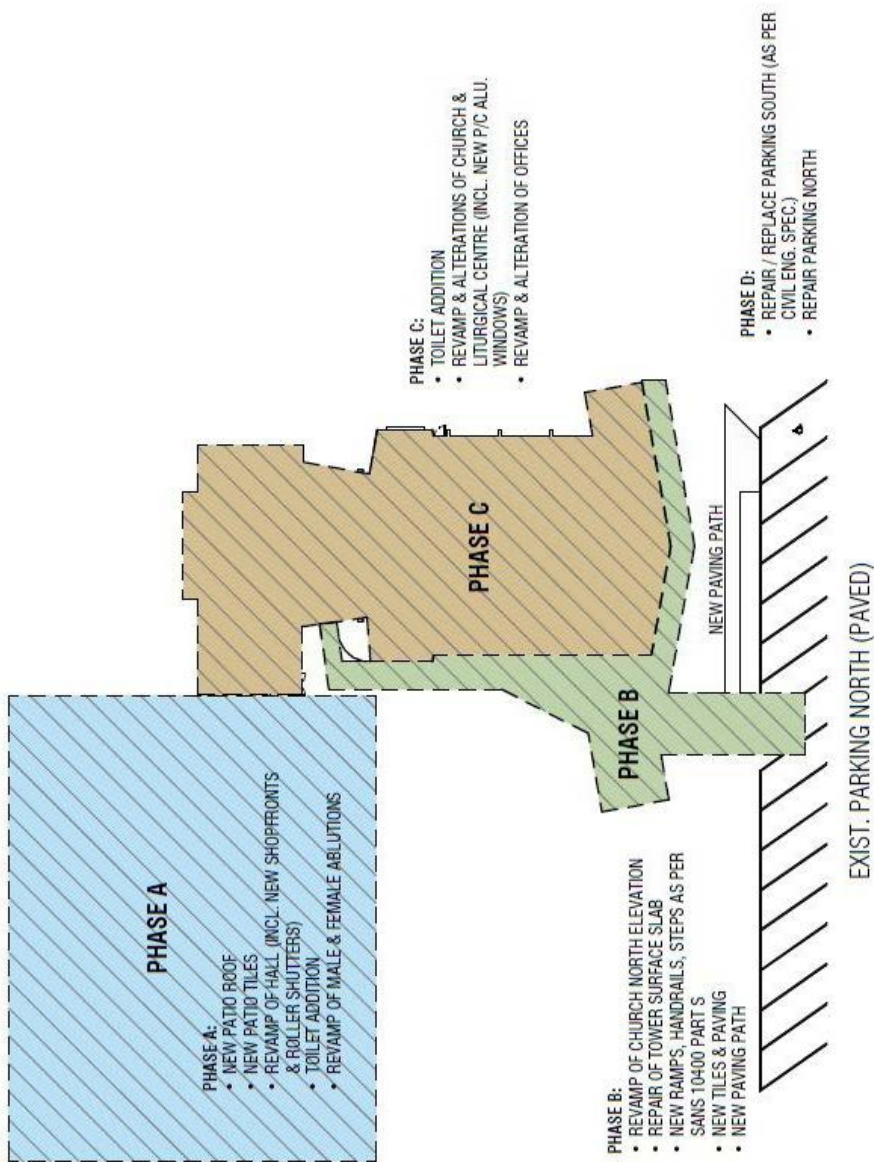 PHASE A
PHASE A:
• NEW PATIO ROOF
• NEW PATIO TILES
• REVAMP OF HALL (INCL. NEW SHOPFRONTS
& ROLLER SHUTTERS)
• TOILET ADDITION
• REVAMP OF MALE & FEMALE ABLUTIONS
PHASE C
PHASE C:
• TOILET ADDITION
• REVAMP & ALTERATIONS OF CHURCH &
LITURGICAL CENTRE (INCL. NEW P/C ALU.
WINDOWS)
• REVAMP & ALTERATION OF OFFICES
PHASE B
PHASE B:
• REVAMP OF CHURCH NORTH ELEVATION
• REPAIR OF TOWER SURFACE SLAB
• NEW RAMPS, HANDRAILS, STEPS AS PER
SANS 10400 PART S
• NEW TILES & PAVING
• NEW PAVING PATH
NEW PAVING PATH
PHASE D:
• REPAIR / REPLACE PARKING SOUTH (AS PER
CIVIL ENG. SPEC.)
• REPAIR PARKING NORTH
EXIST. PARKING NORTH (PAVED)